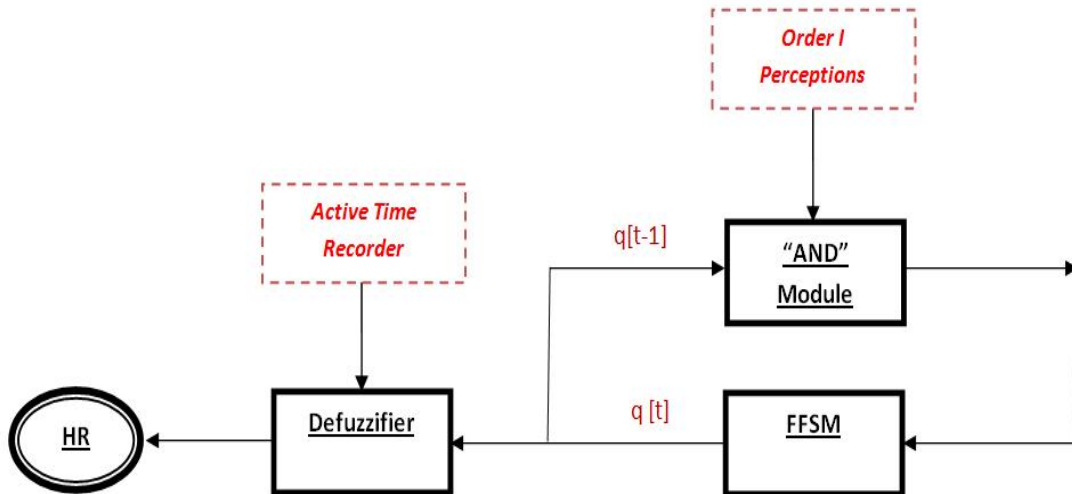 Order I
Perceptions
Active Time
Recorder
q[t-1]
“AND”
Module
Defuzzifier
q [t]
FFSM
HR